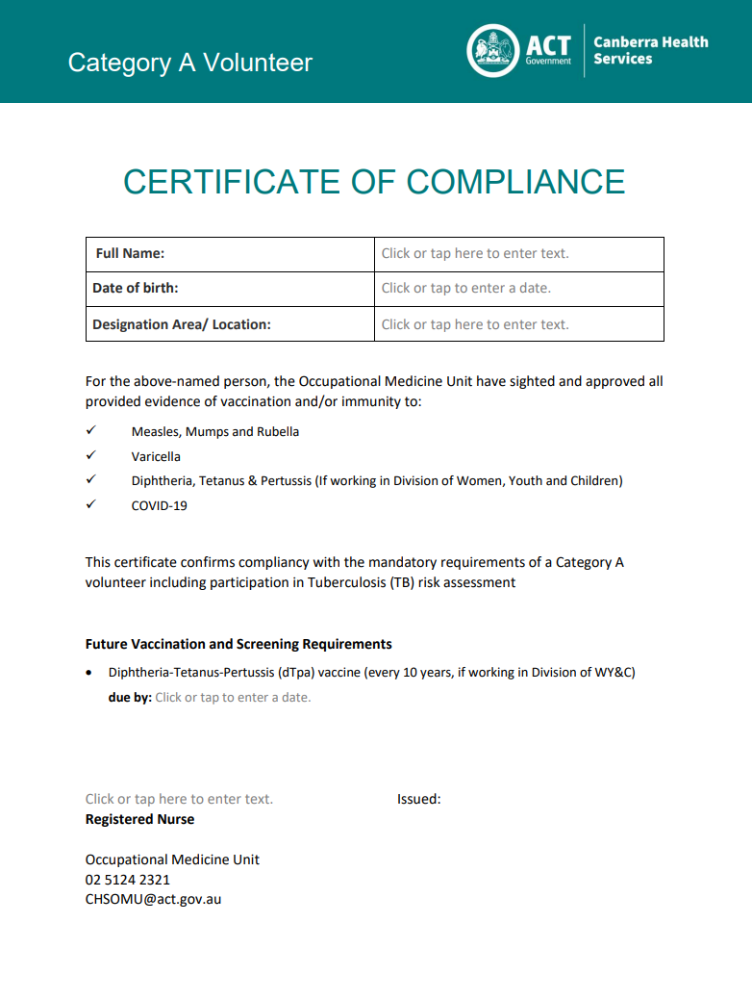 Category A Volunteer
ACT
Government
Canberra Health
Services
CERTIFICATE OF COMPLIANCE
Full Name: Click or tap here to enter text.
Date of birth: Click or tap to enter a date.
Designation Area/ Location: Click or tap here to enter text.
For the above-named person, the Occupational Medicine Unit have sighted and approved all
provided evidence of vaccination and/or immunity to:
✓ Measles, Mumps and Rubella
✓ Varicella
✓ Diphtheria, Tetanus & Pertussis (If working in Division of Women, Youth and Children)
✓ COVID-19
This certificate confirms compliancy with the mandatory requirements of a Category A
volunteer including participation in Tuberculosis (TB) risk assessment
Future Vaccination and Screening Requirements
• Diphtheria-Tetanus-Pertussis (dTpa) vaccine (every 10 years, if working in Division of WY&C)
due by: Click or tap to enter a date.
Click or tap here to enter text. Issued:
Registered Nurse
Occupational Medicine Unit
02 5124 2321
CHSOMU@act.gov.au